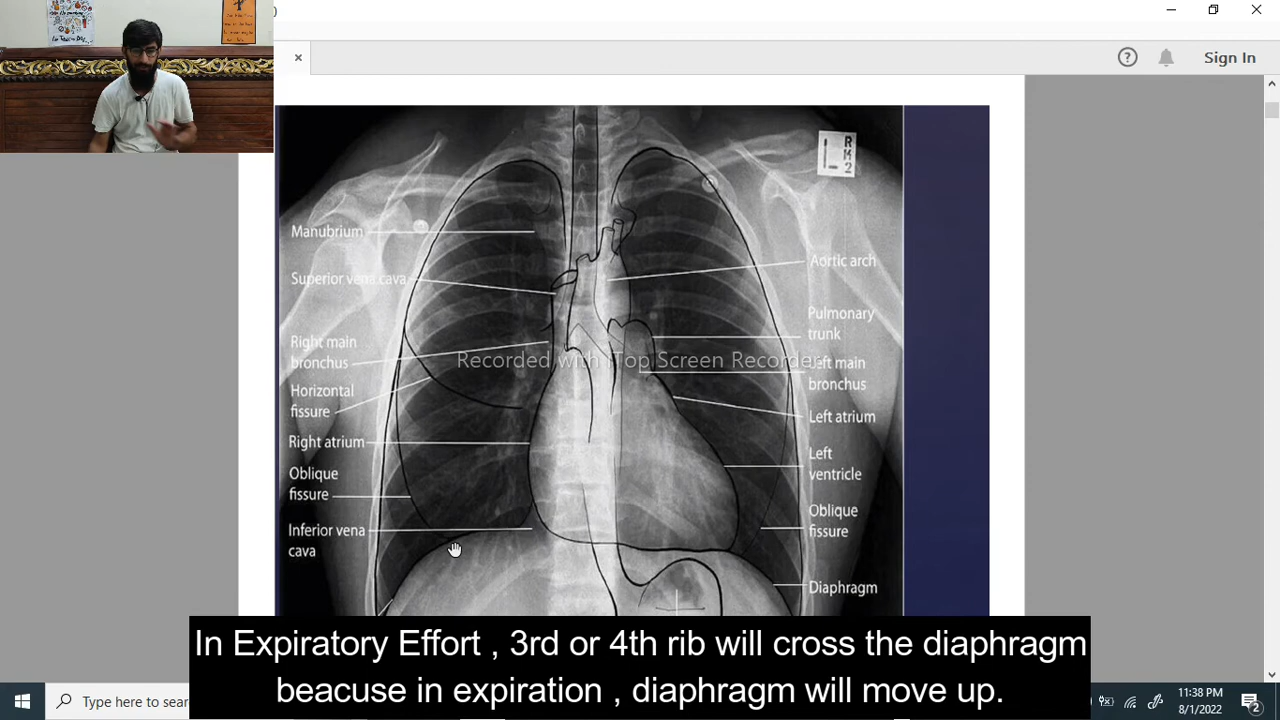 Sign In
L
RK2
Manubrium
Superior vena cava
Right main
bronchus
Horizontal
fissure
Right atrium
Oblique
fissure
Inferior vena
cava
Aortic arch
Pulmonary
trunk
Left main
bronchus
Left atrium
Left
ventricle
Oblique
fissure
Diaphragm
Recorded with iTop Screen Recorder
In Expiratory Effort , 3rd or 4th rib will cross the diaphragm
beacuse in expiration , diaphragm will move up.
Type here to sear
11:38 PM
8/1/2022